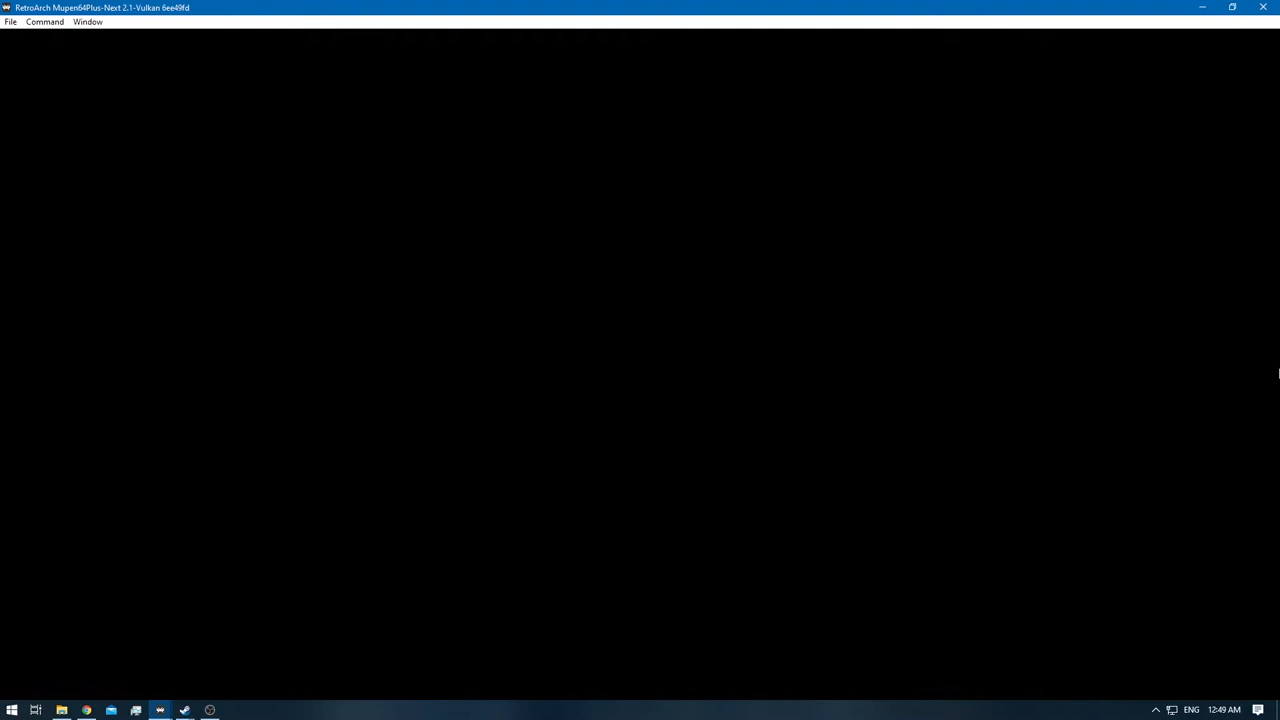 RetroArch Mupen64Plus-Next 2.1-Vulkan 6ee49fd
File Command Window
ENG 12:49 AM